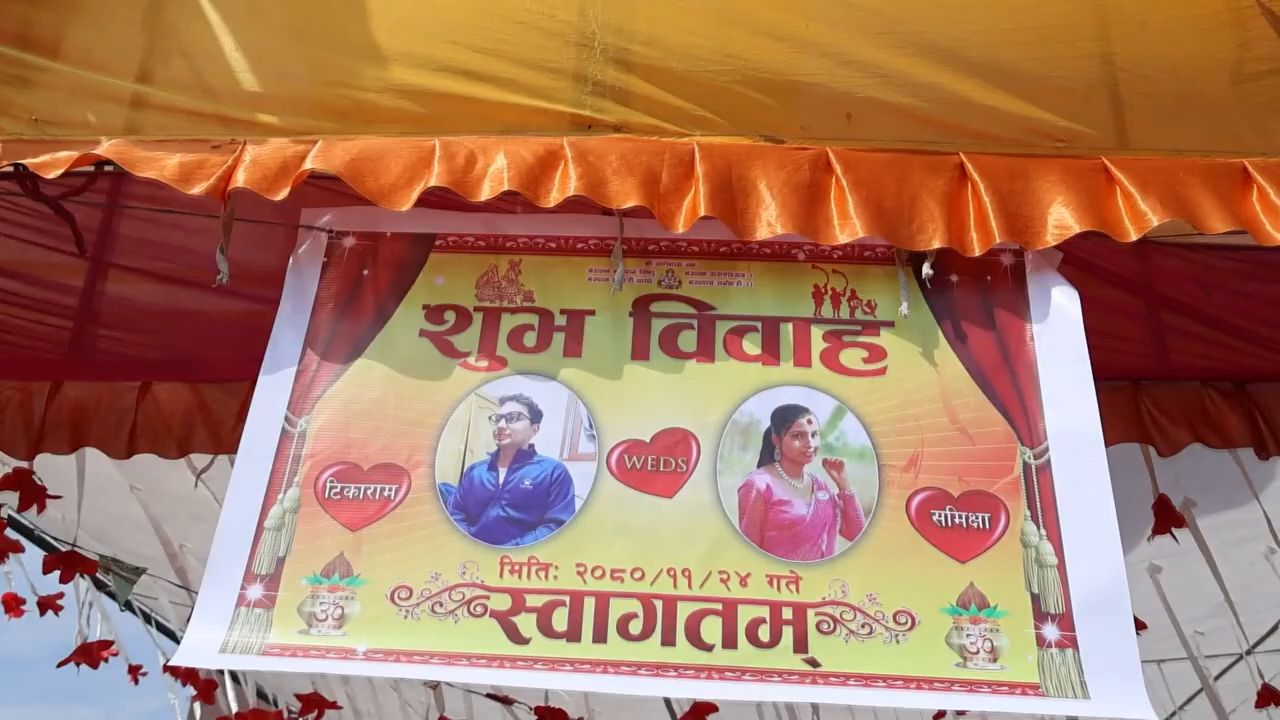 शुभ विवाह
WEDS
टिकाराम
समिक्षा
मितिः २०८०/११/२४ गते
स्वागतम्
ॐ
ॐ